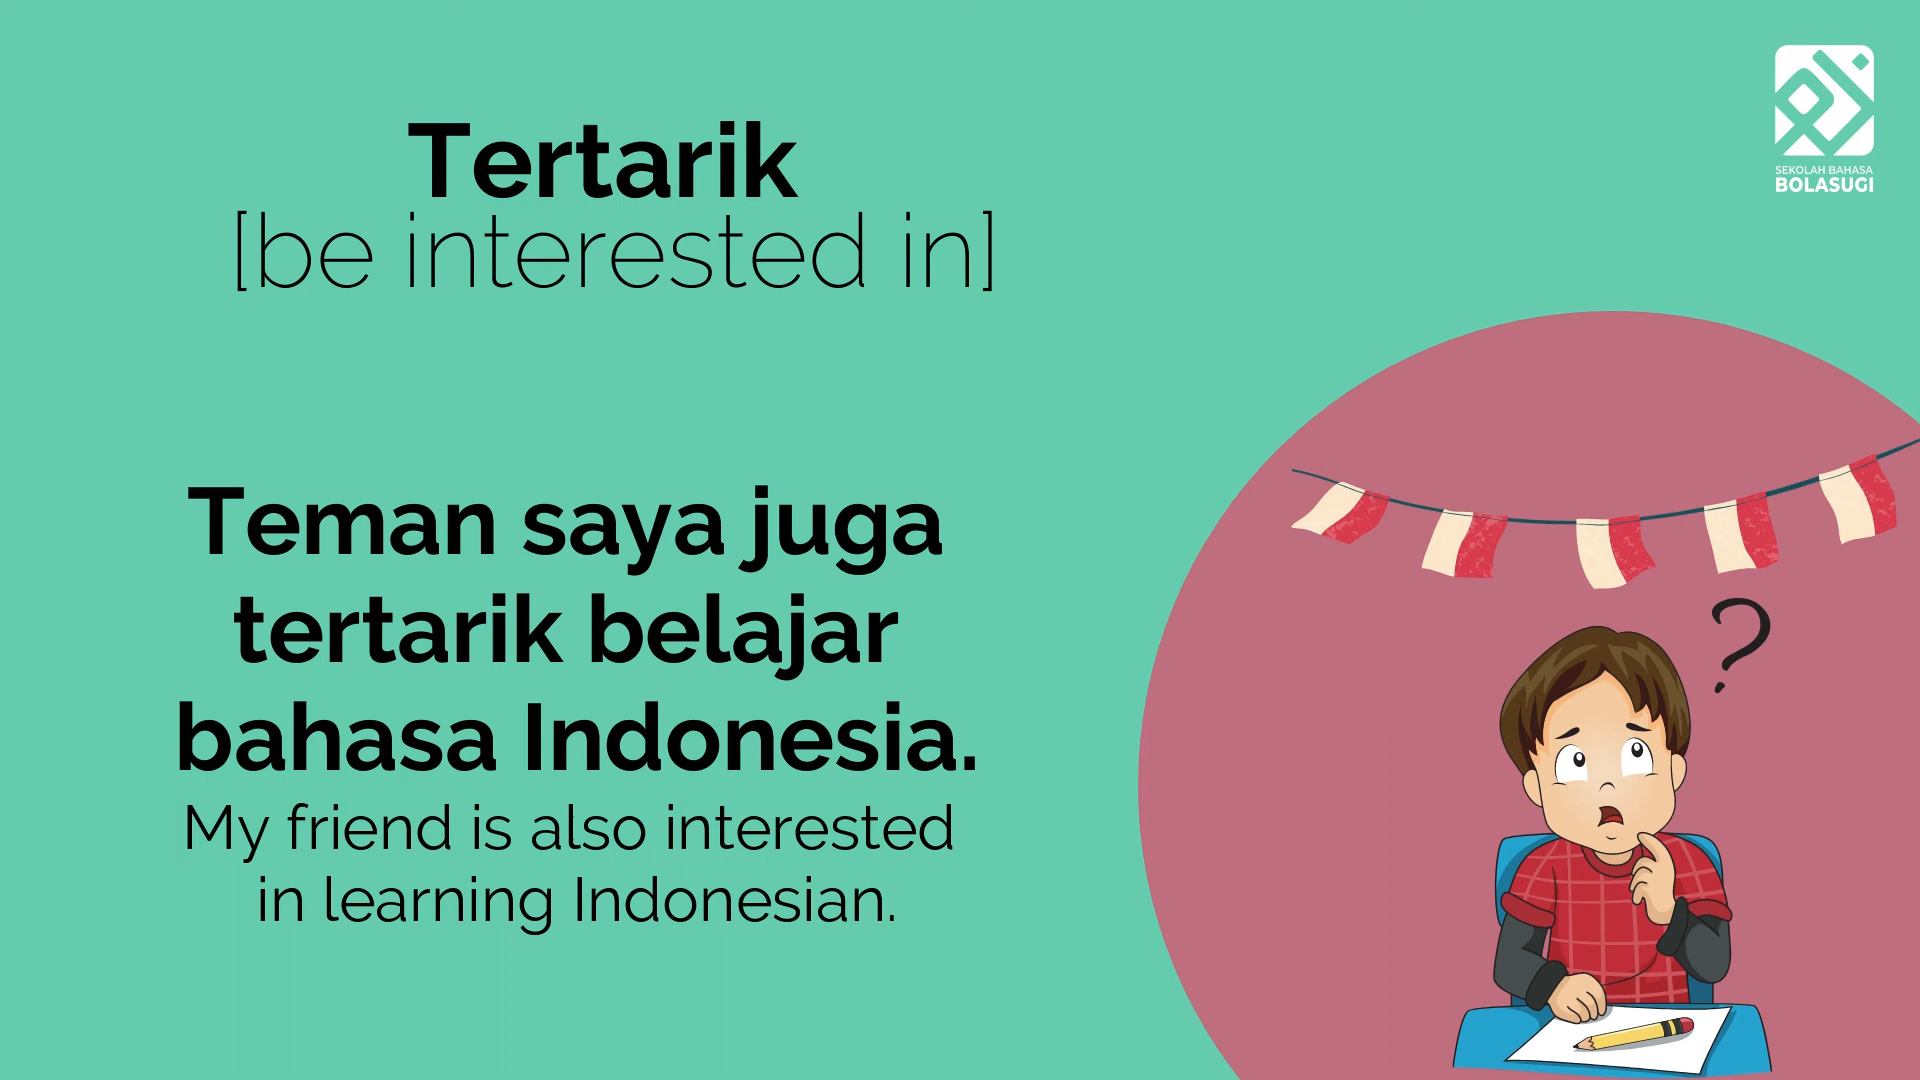 Tertarik
[be interested in]
SEKOLAH BAHASA
BOLASUGI
Teman saya juga
tertarik belajar
bahasa Indonesia.
My friend is also interested
in learning Indonesian.
?